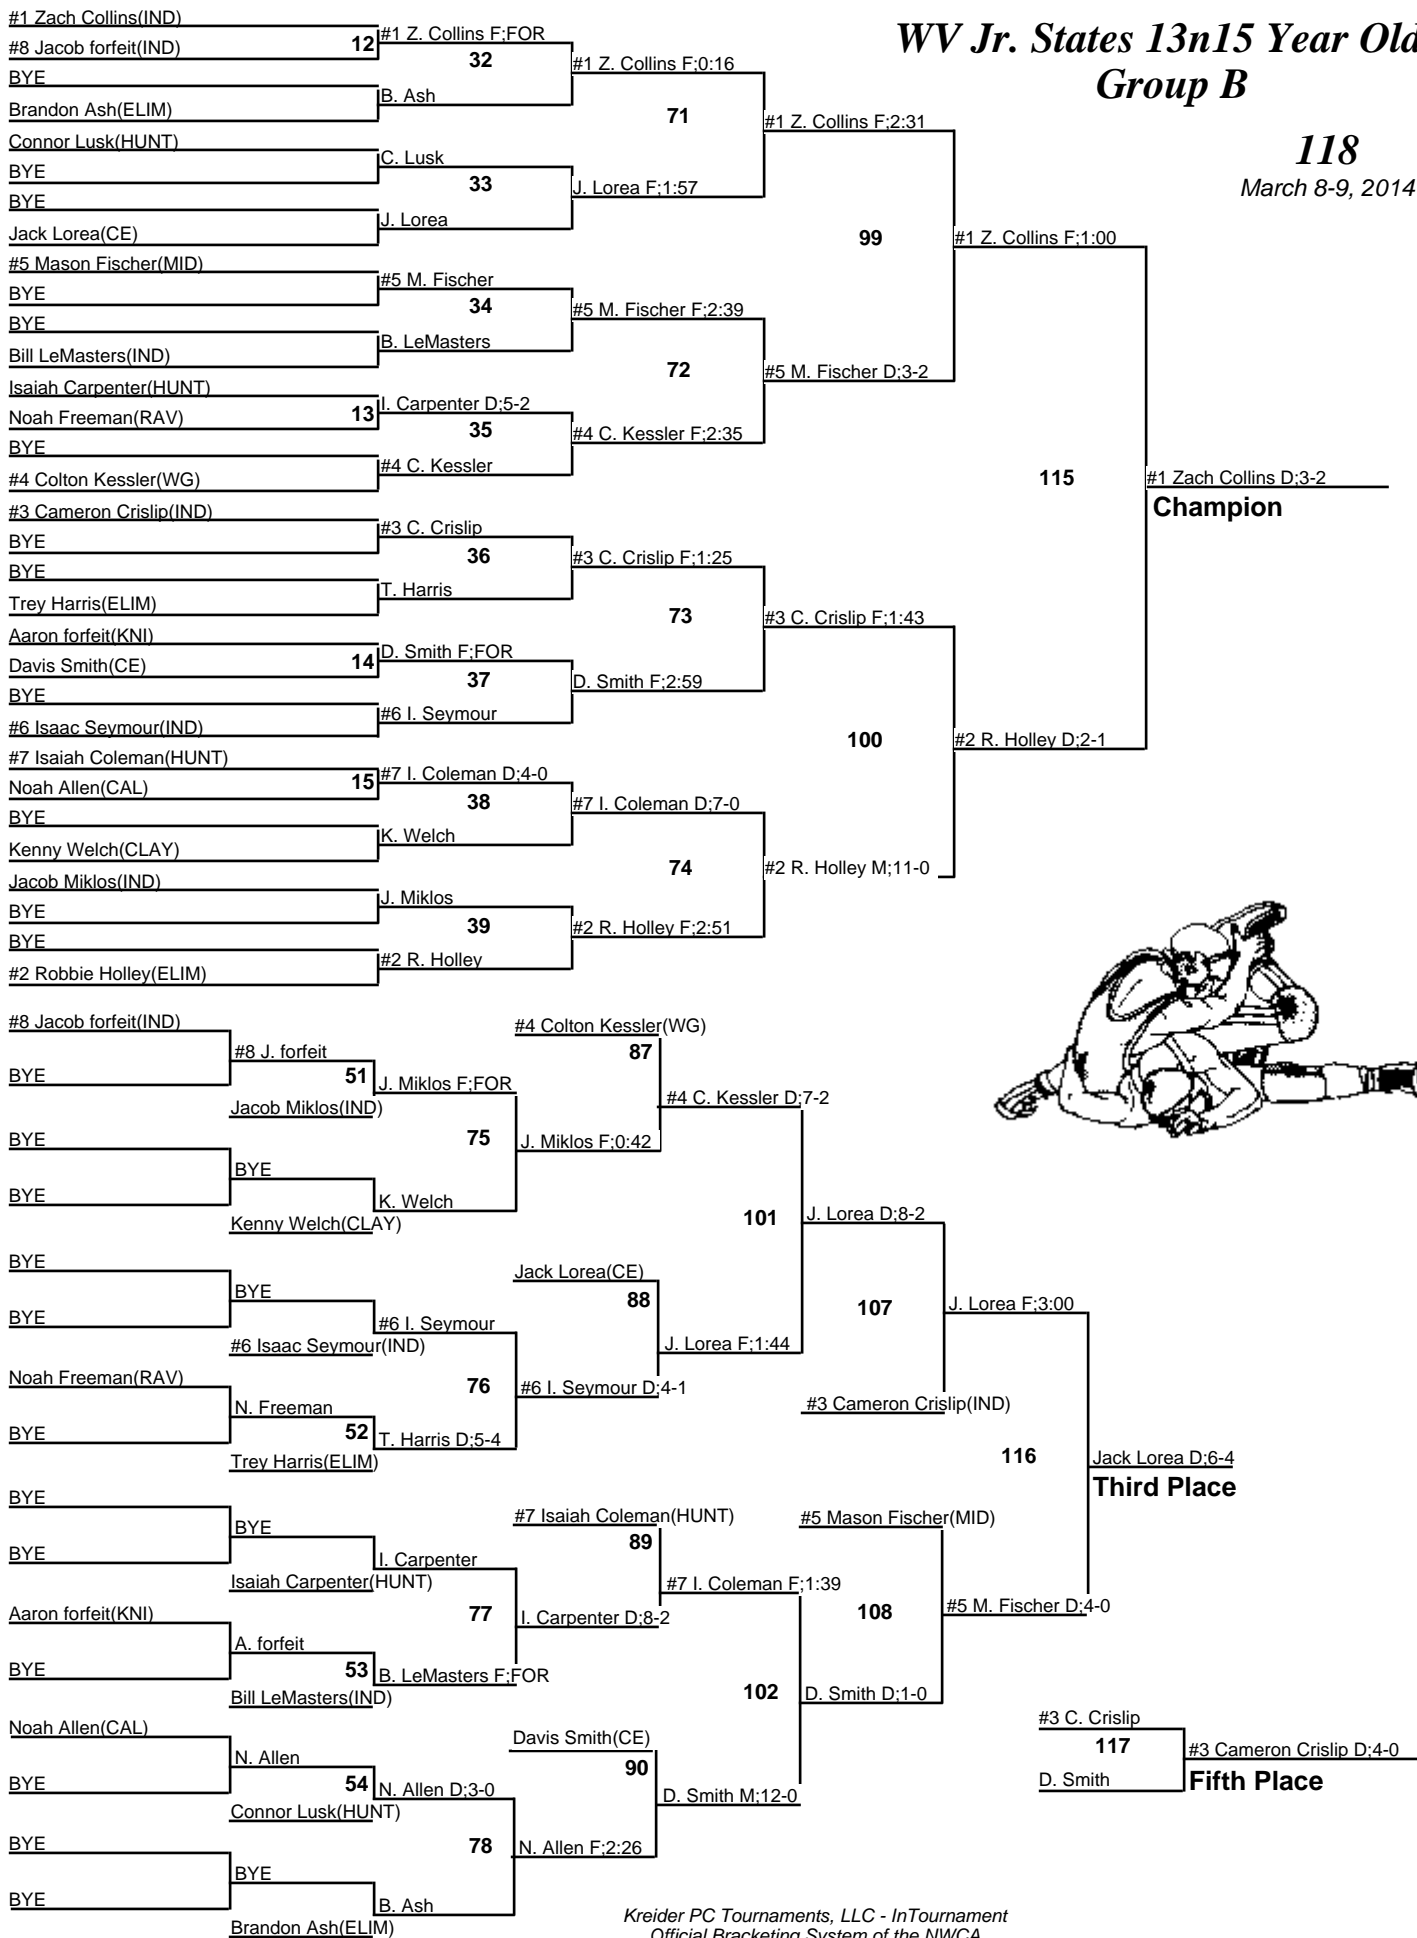 WV Jr. States 13n15 Year Old
Group B
118
March 8-9, 2014
#1 Zach Collins(IND)
#8 Jacob forfeit(IND)
BYE
Brandon Ash(ELIM)
Connor Lusk(HUNT)
BYE
BYE
Jack Lorea(CE)
#5 Mason Fischer(MID)
BYE
BYE
Bill LeMasters(IND)
Isaiah Carpenter(HUNT)
Noah Freeman(RAV)
BYE
#4 Colton Kessler(WG)
#3 Cameron Crislip(IND)
BYE
BYE
Trey Harris(ELIM)
Aaron forfeit(KNI)
Davis Smith(CE)
BYE
#6 Isaac Seymour(IND)
#7 Isaiah Coleman(HUNT)
Noah Allen(CAL)
BYE
Kenny Welch(CLAY)
Jacob Miklos(IND)
BYE
BYE
#2 Robbie Holley(ELIM)
12
13
14
15
#1 Z. Collins F;FOR
32
B. Ash
C. Lusk
33
J. Lorea
#5 M. Fischer
34
B. LeMasters
I. Carpenter D;5-2
35
#4 C. Kessler
#3 C. Crislip
36
T. Harris
D. Smith F;FOR
37
#6 I. Seymour
#7 I. Coleman D;4-0
38
K. Welch
J. Miklos
39
#2 R. Holley
#1 Z. Collins F;0:16
71
J. Lorea F;1:57
#5 M. Fischer F;2:39
72
#4 C. Kessler F;2:35
#3 C. Crislip F;1:25
73
D. Smith F;2:59
#7 I. Coleman D;7-0
74
#2 R. Holley F;2:51
#1 Z. Collins F;2:31
99
#5 M. Fischer D;3-2
#3 C. Crislip F;1:43
100
#2 R. Holley M;11-0
#1 Z. Collins F;1:00
115
#2 R. Holley D;2-1
#1 Zach Collins D;3-2
Champion
#8 Jacob forfeit(IND)
BYE
BYE
BYE
BYE
BYE
Noah Freeman(RAV)
BYE
BYE
BYE
Aaron forfeit(KNI)
BYE
Noah Allen(CAL)
BYE
BYE
BYE
#8 J. forfeit
51
Jacob Miklos(IND)
BYE
Kenny Welch(CLAY)
BYE
#6 Isaac Seymour(IND)
N. Freeman
52
Trey Harris(ELIM)
BYE
Isaiah Carpenter(HUNT)
A. forfeit
53
Bill LeMasters(IND)
N. Allen
54
Connor Lusk(HUNT)
BYE
Brandon Ash(ELIM)
J. Miklos F;FOR
75
K. Welch
#6 I. Seymour
76
T. Harris D;5-4
I. Carpenter
77
B. LeMasters F;FOR
N. Allen D;3-0
78
B. Ash
#4 Colton Kessler(WG)
87
J. Miklos F;0:42
Jack Lorea(CE)
88
#6 I. Seymour D;4-1
#7 Isaiah Coleman(HUNT)
89
I. Carpenter D;8-2
Davis Smith(CE)
90
N. Allen F;2:26
#4 C. Kessler D;7-2
101
J. Lorea F;1:44
#7 I. Coleman F;1:39
102
D. Smith M;12-0
J. Lorea D;8-2
107
#3 Cameron Crislip(IND)
#5 Mason Fischer(MID)
108
D. Smith D;1-0
J. Lorea F;3:00
116
#5 M. Fischer D;4-0
Jack Lorea D;6-4
Third Place
#3 C. Crislip
117
D. Smith
#3 Cameron Crislip D;4-0
Fifth Place
Kreider PC Tournaments, LLC - InTournament
Official Bracketing System of the NWCA